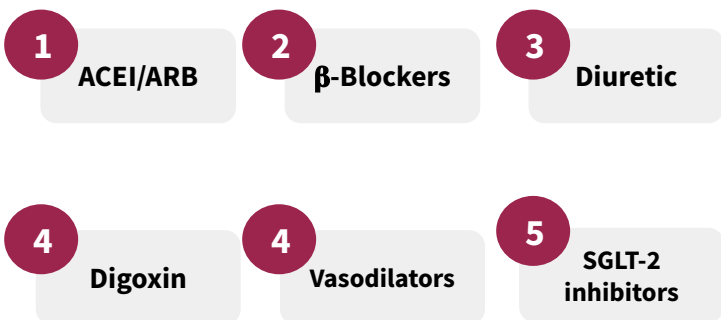 1
ACEI/ARB
2
β-Blockers
3
Diuretic
4
Digoxin
4
Vasodilators
5
SGLT-2
inhibitors